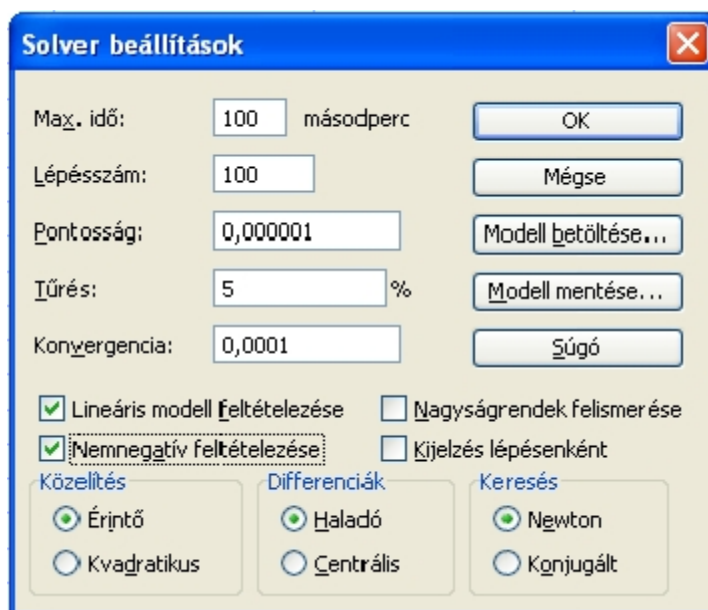 Solver beállítások
Max. idő: 100 másodperc OK
Lépésszám: 100 Mégse
Pontosság: 0,000001 Modell betöltése...
Tűrés: 5 % Modell mentése...
Konvergencia: 0,0001 Súgó
Lineáris modell feltételezése Nagyságrendek felismerése
Nemnegatív feltételezése Kijelzés lépésenként
Közelítés Differenciák Keresés
Érintő Haladó Newton
Kvadratikus Centrális Konjugált